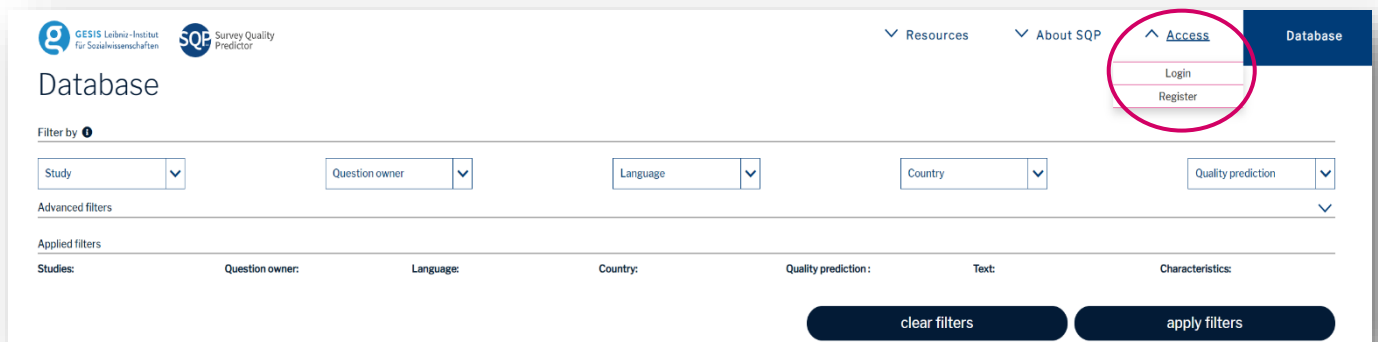 GESIS Leibniz-Institut
für Sozialwissenschaften
SQP Survey Quality
Predictor
Resources
About SQP
Access
Database
Login
Register
Database
Filter by
Study
Question owner
Language
Country
Quality prediction
Advanced filters
Applied filters
Studies:
Question owner:
Language:
Country:
Quality prediction :
Text:
Characteristics:
clear filters
apply filters